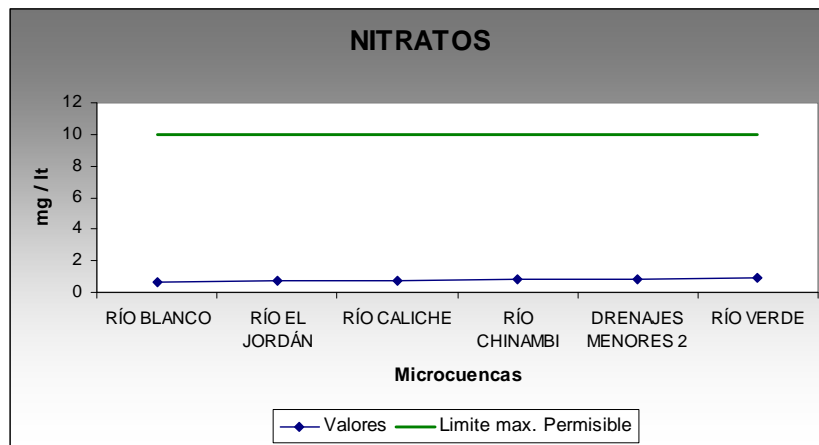 NITRATOS
12
10
8
6
4
2
0
mg / lt
RÍO BLANCO
RÍO EL
JORDÁN
RÍO CALICHE
RÍO
CHINAMBI
DRENAJES
MENORES 2
RÍO VERDE
Microcuencas
Valores
Limite max. Permisible